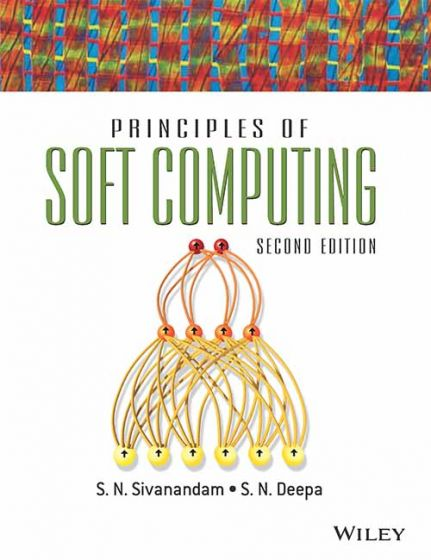 PRINCIPLES OF
SOFT COMPUTING
SECOND EDITION
S. N. Sivanandam • S. N. Deepa
WILEY